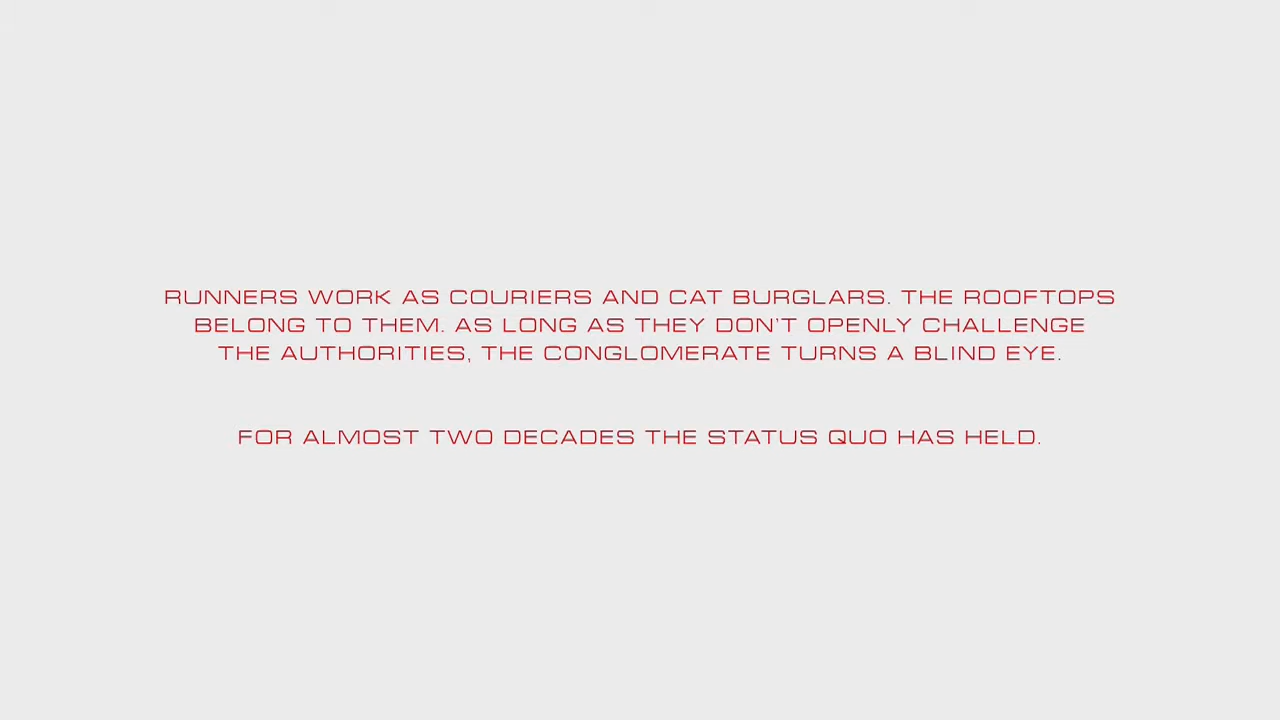 RUNNERS WORK AS COURIERS AND CAT BURGLARS. THE ROOFTOPS
BELONG TO THEM. AS LONG AS THEY DON'T OPENLY CHALLENGE
THE AUTHORITIES, THE CONGLOMERATE TURNS A BLIND EYE.
FOR ALMOST TWO DECADES THE STATUS QUO HAS HELD.